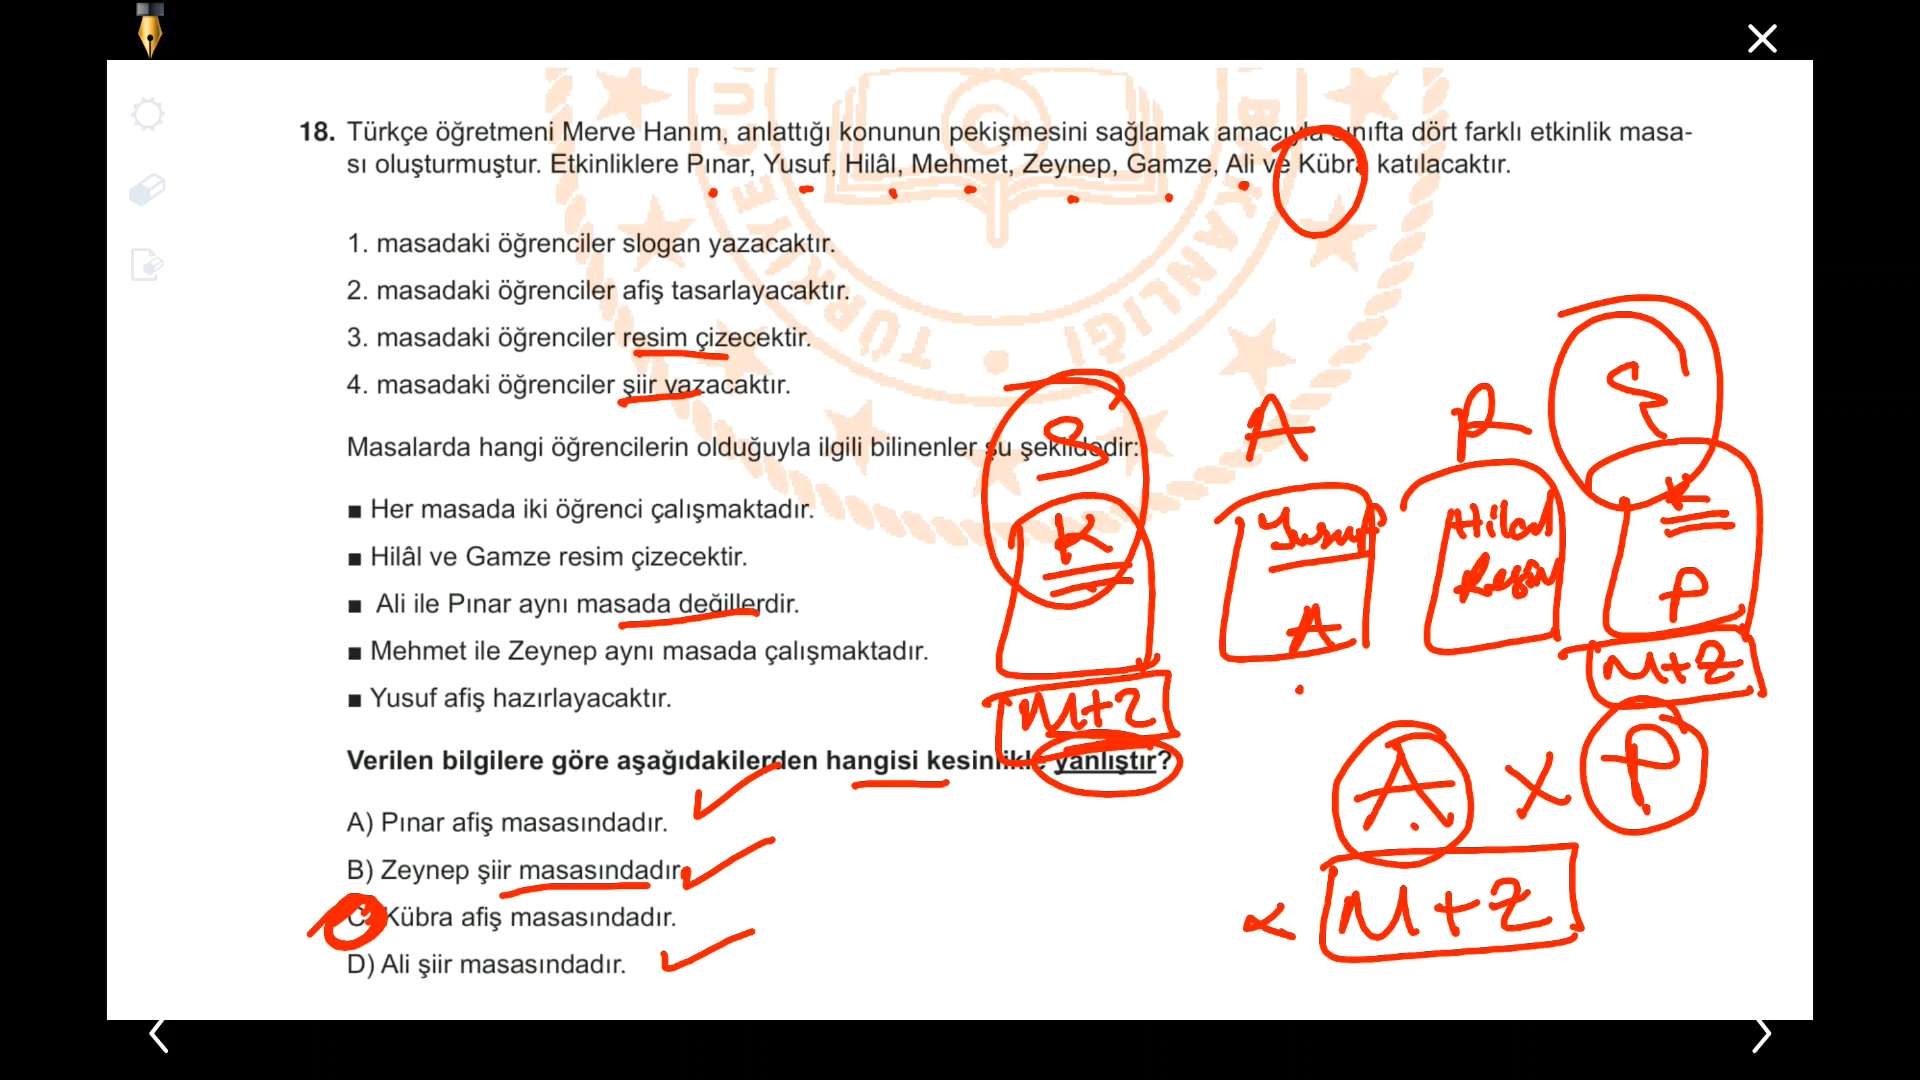 18. Türkçe öğretmeni Merve Hanım, anlattığı konunun pekişmesini sağlamak amacıyla sınıfta dört farklı etkinlik masa-
sı oluşturmuştur. Etkinliklere Pınar, Yusuf, Hilâl, Mehmet, Zeynep, Gamze, Ali ve Kübra katılacaktır.
1. masadaki öğrenciler slogan yazacaktır.
2. masadaki öğrenciler afiş tasarlayacaktır.
3. masadaki öğrenciler resim çizecektir.
4. masadaki öğrenciler şiir yazacaktır.
S A R Ş
Masalarda hangi öğrencilerin olduğuyla ilgili bilinenler şu şekildedir:
K Yusuf Hilal K
A P
■ Her masada iki öğrenci çalışmaktadır.
■ Hilâl ve Gamze resim çizecektir.
■ Ali ile Pınar aynı masada değillerdir.
■ Mehmet ile Zeynep aynı masada çalışmaktadır.
■ Yusuf afiş hazırlayacaktır.
M+Z M+Z
Verilen bilgilere göre aşağıdakilerden hangisi kesinlikle yanlıştır?
A x P
A) Pınar afiş masasındadır.
B) Zeynep şiir masasındadır.
C) Kübra afiş masasındadır.
D) Ali şiir masasındadır.
M+Z
TÜRKİYE